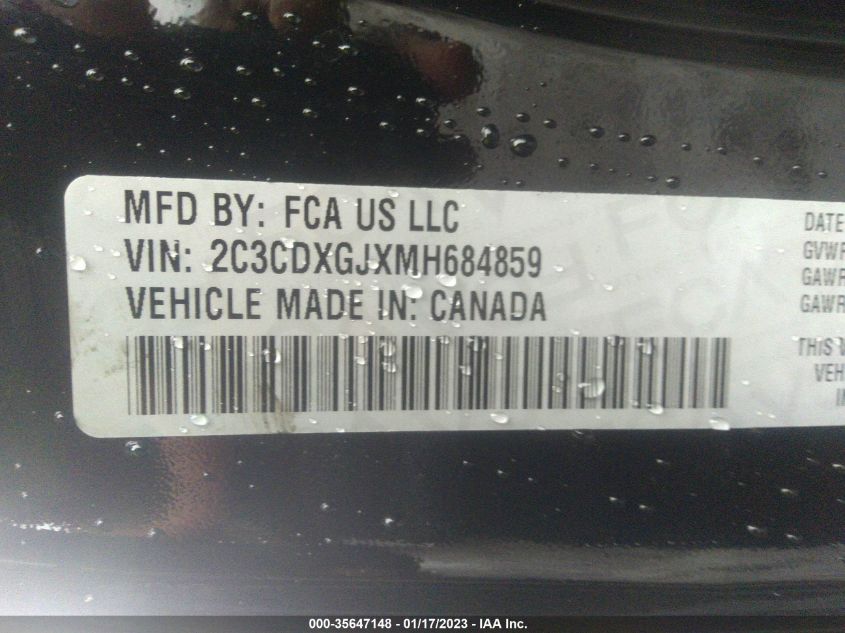 MFD BY: FCA US LLC
VIN: 2C3CDXGJXMH684859
VEHICLE MADE IN: CANADA
DATE
GVWR
GAWR
GAWR
THIS V
VEH
IN
000-35647148 - 01/17/2023 - IAA Inc.